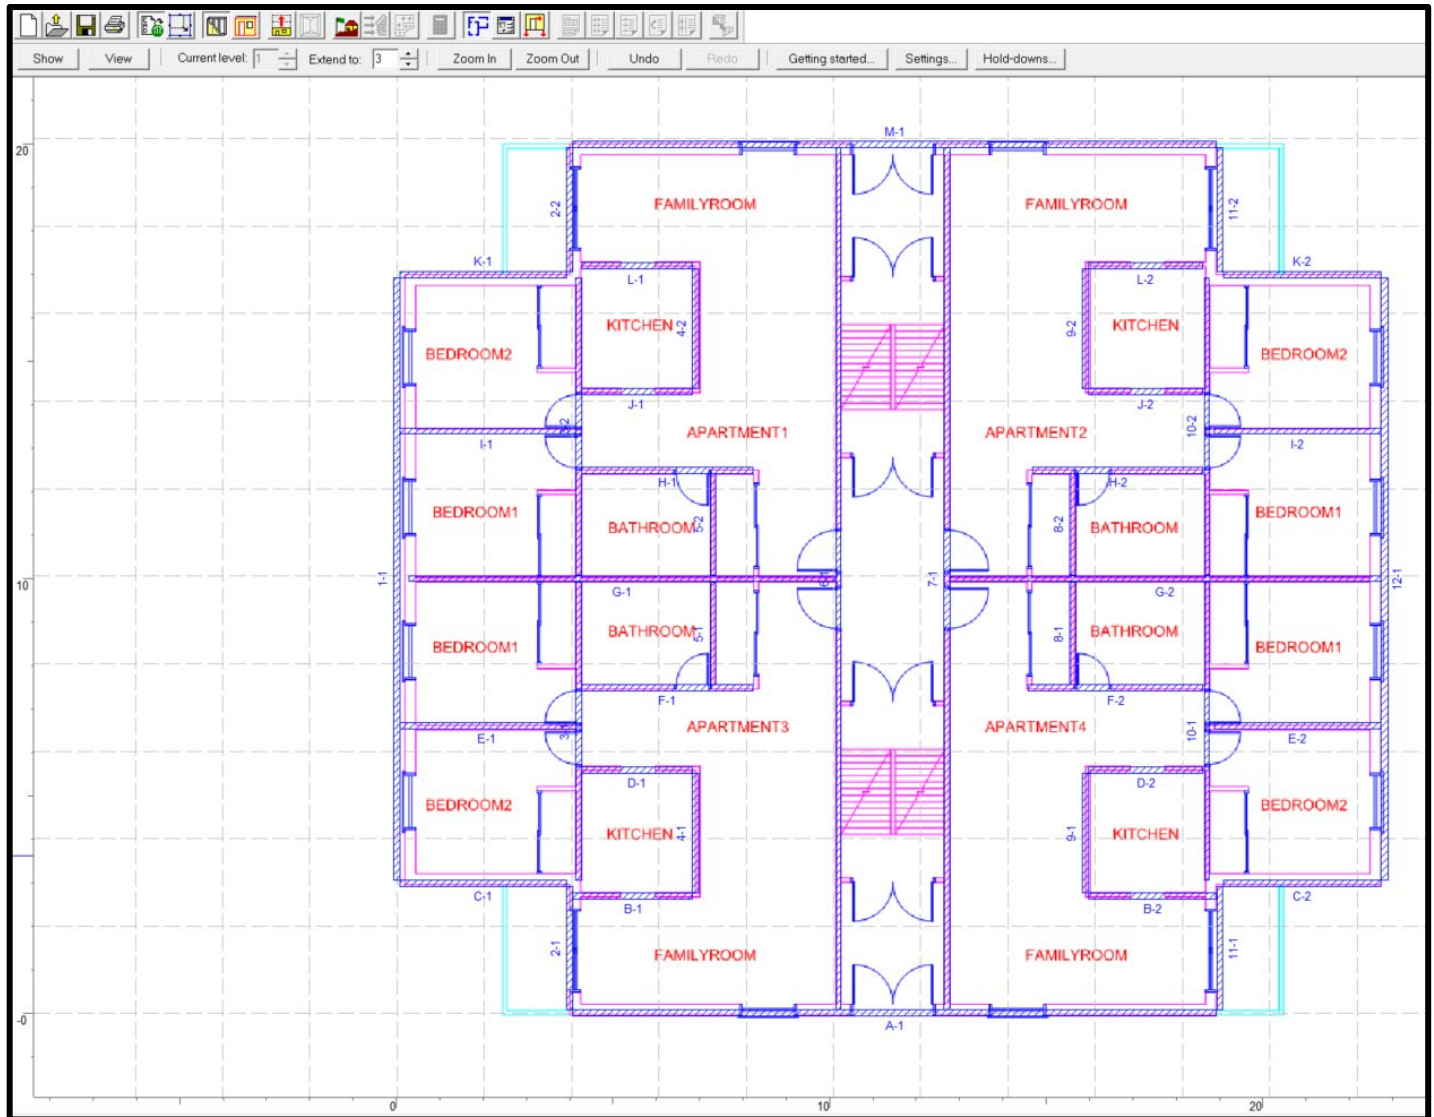 Show View Current level: 1 Extend to: 3 Zoom In Zoom Out Undo Redo Getting started... Settings... Hold-downs...
M-1
20
FAMILYROOM FAMILYROOM
2-2 11-2
K-1 K-2
L-1 L-2
KITCHEN 4-2 9-2 KITCHEN
BEDROOM2 BEDROOM2
J-1 J-2
10-2
APARTMENT1 APARTMENT2
I-1 I-2
H-1 H-2
BEDROOM1 BEDROOM1
BATHROOM 5-2 8-2 BATHROOM
10 1-1 6-1 7-1 12-1
G-1 G-2
BATHROOM 5-1 8-1 BATHROOM
BEDROOM1 BEDROOM1
F-1 F-2
APARTMENT3 APARTMENT4
3-1 10-1
E-1 E-2
D-1 D-2
BEDROOM2 BEDROOM2
KITCHEN 4-1 9-1 KITCHEN
C-1 C-2
B-1 B-2
2-1 11-1
FAMILYROOM FAMILYROOM
-0
A-1
0 10 20